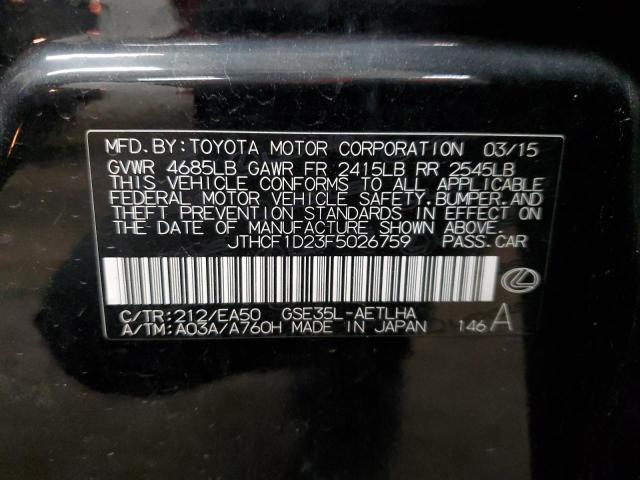 MFD.BY:TOYOTA MOTOR CORPORATION 03/15
GVWR 4685LB GAWR FR 2415LB RR 2545LB
THIS VEHICLE CONFORMS TO ALL APPLICABLE
FEDERAL MOTOR VEHICLE SAFETY,BUMPER,AND
THEFT PREVENTION STANDARDS IN EFFECT ON
THE DATE OF MANUFACTURE SHOWN ABOVE.
JTHCF1D23F5026759 PASS.CAR
C/TR:212/EA50 GSE35L-AETLHA
A/TM:A03A/A760H MADE IN JAPAN 146 A